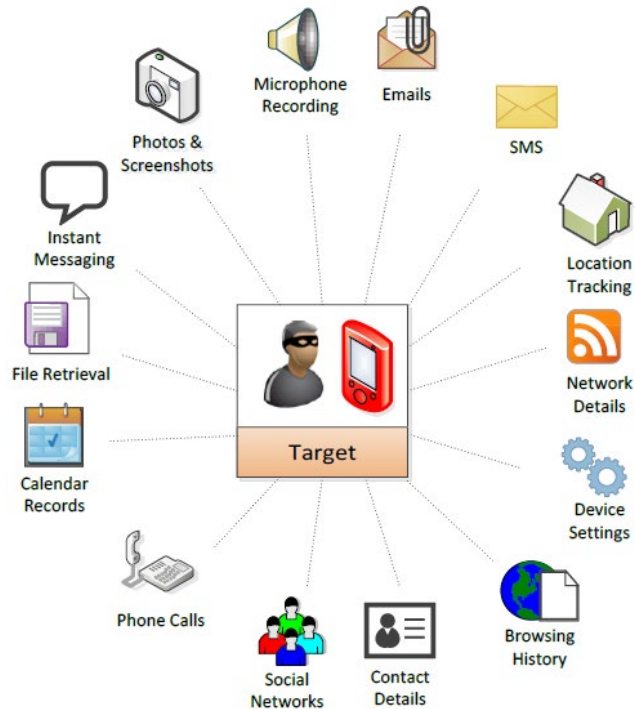 Microphone
Recording
Emails
SMS
Photos &
Screenshots
Instant
Messaging
Location
Tracking
File Retrieval
Network
Details
Target
Calendar
Records
Device
Settings
Phone Calls
Browsing
History
Social
Networks
Contact
Details